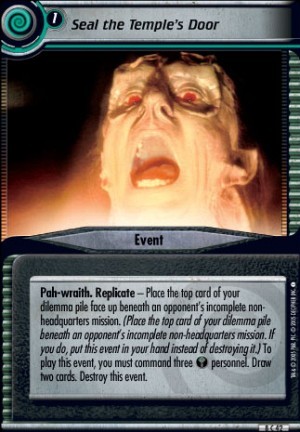 1
Seal the Temple's Door
Event
Pah-wraith. Replicate – Place the top card of your
dilemma pile face up beneath an opponent's incomplete non-
headquarters mission. (Place the top card of your dilemma pile
beneath an opponent's incomplete non-headquarters mission. If
you do, put this event in your hand instead of destroying it.) To
play this event, you must command three personnel. Draw
two cards. Destroy this event.